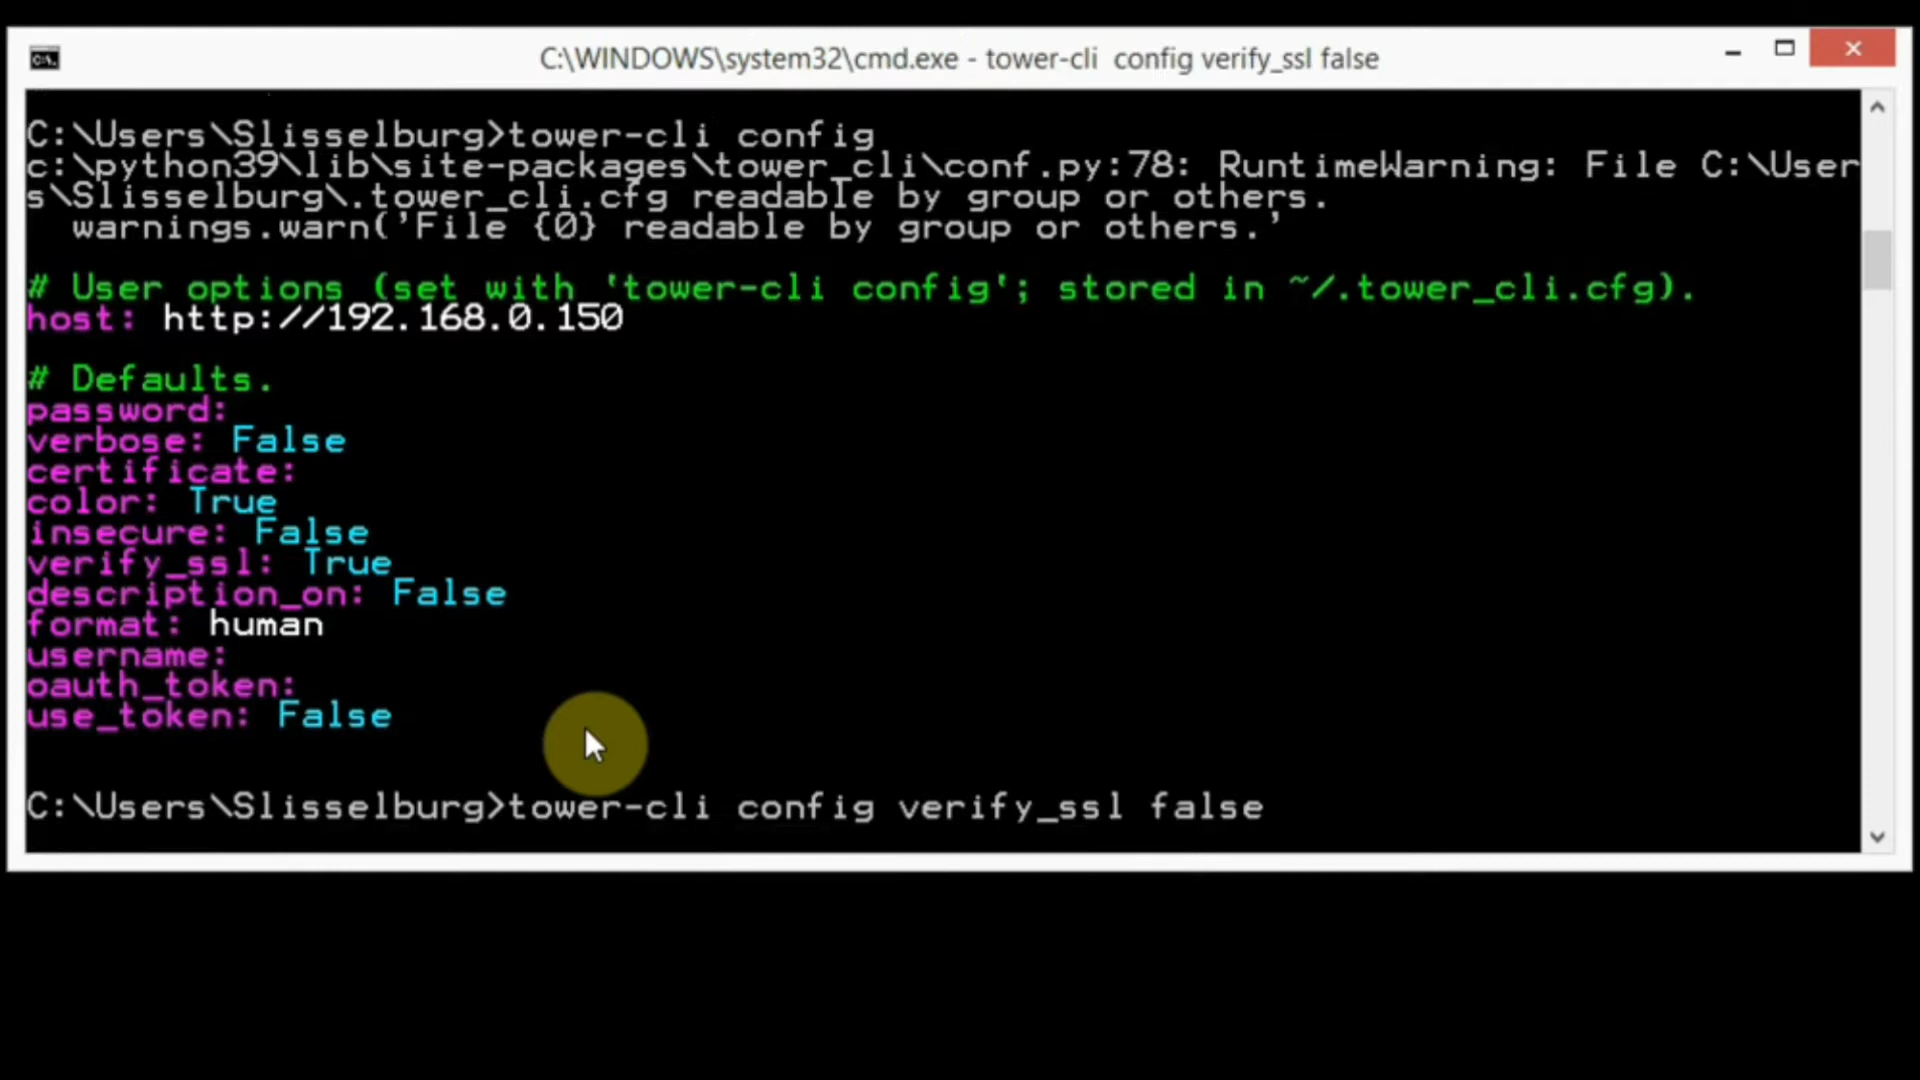 C:\WINDOWS\system32\cmd.exe - tower-cli  config verify_ssl false
C:\Users\Slisselburg>tower-cli config
c:\python39\lib\site-packages\tower_cli\conf.py:78: RuntimeWarning: File C:\User
s\Slisselburg\.tower_cli.cfg readable by group or others.
  warnings.warn('File {0} readable by group or others.'
# User options (set with 'tower-cli config'; stored in ~/.tower_cli.cfg).
host: http://192.168.0.150
# Defaults.
password:
verbose: False
certificate:
color: True
insecure: False
verify_ssl: True
description_on: False
format: human
username:
oauth_token:
use_token: False
C:\Users\Slisselburg>tower-cli config verify_ssl false